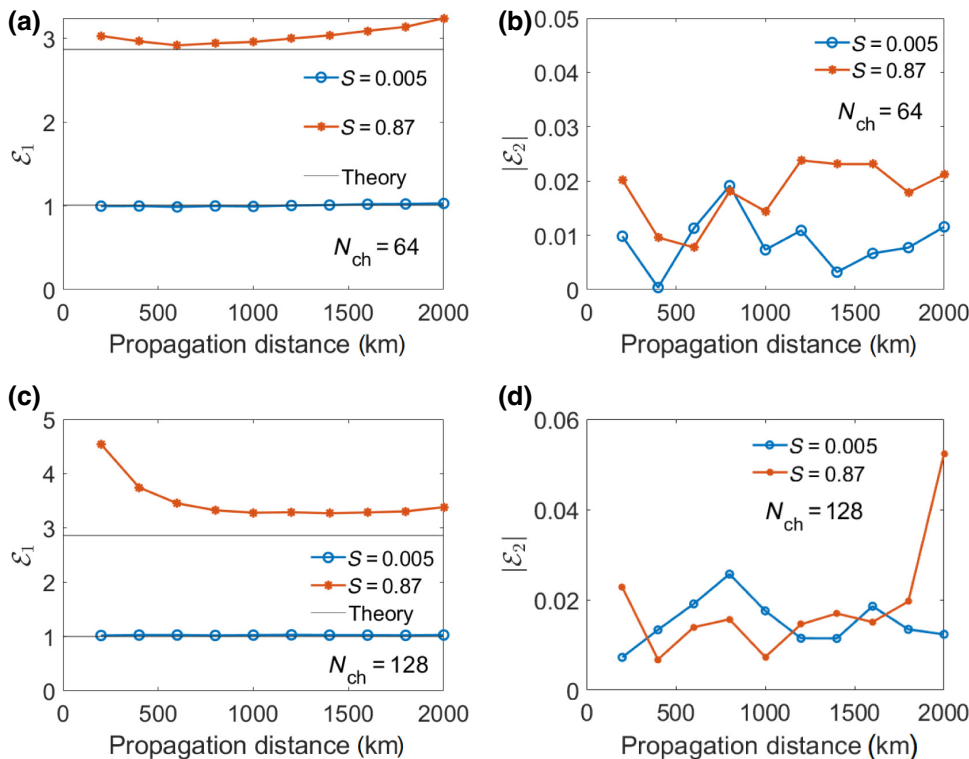 (a)
3
2
1
0
ℰ₁
S = 0.005
S = 0.87
Theory
N_ch = 64
0 500 1000 1500 2000
Propagation distance (km)
(b)
0.05
0.04
0.03
0.02
0.01
0
|ℰ₂|
S = 0.005
S = 0.87
N_ch = 64
0 500 1000 1500 2000
Propagation distance (km)
(c)
5
4
3
2
1
0
ℰ₁
S = 0.005
S = 0.87
Theory
N_ch = 128
0 500 1000 1500 2000
Propagation distance (km)
(d)
0.06
0.04
0.02
0
|ℰ₂|
S = 0.005
S = 0.87
N_ch = 128
0 500 1000 1500 2000
Propagation distance (km)